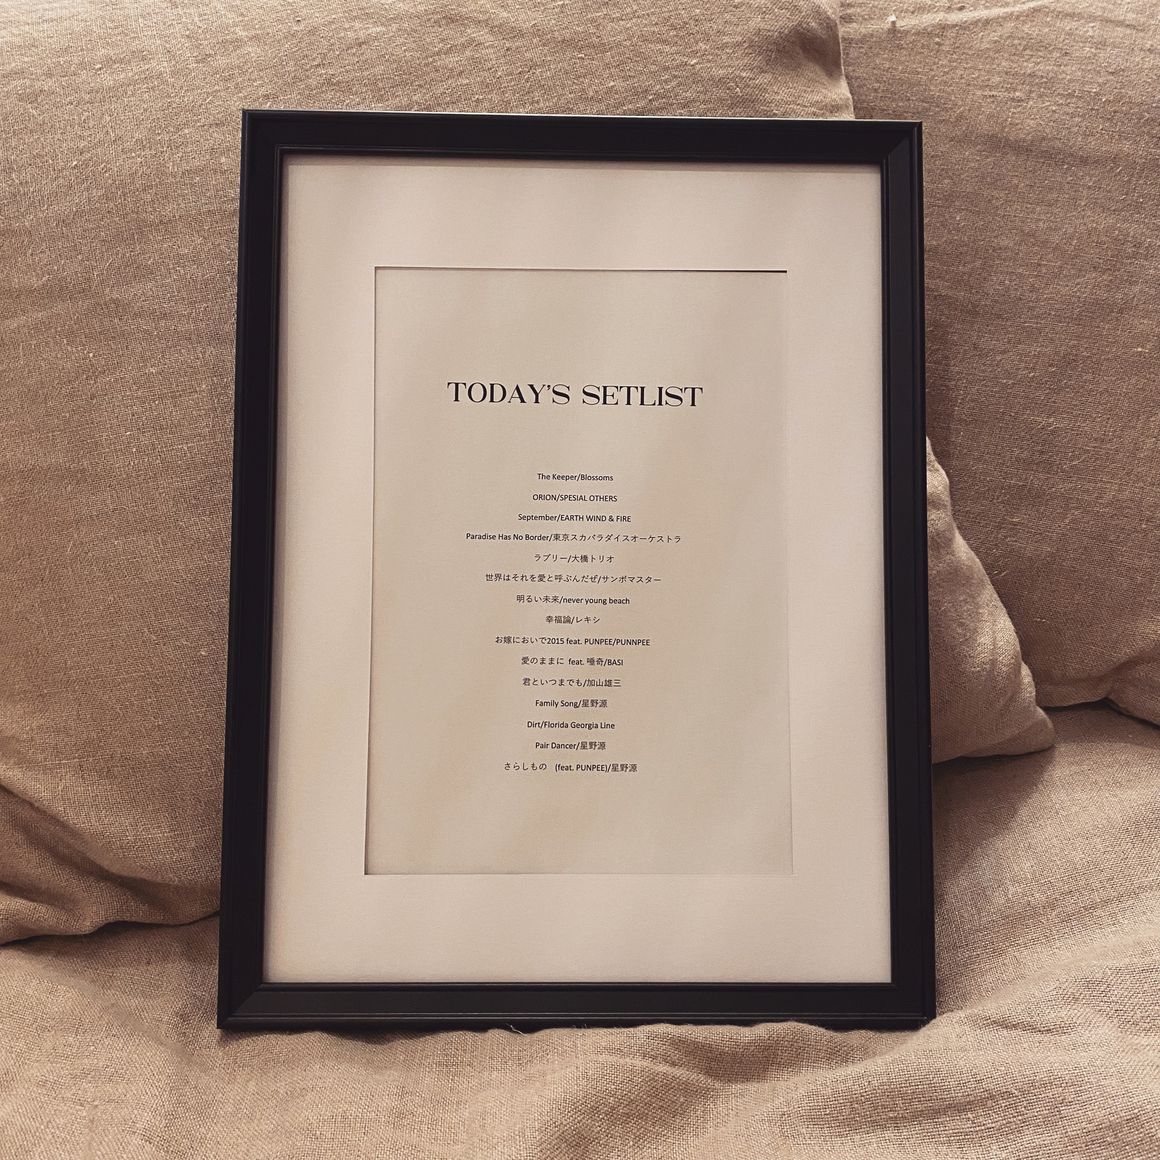 TODAY'S SETLIST
The Keeper/Blossoms
ORION/SPESIAL OTHERS
September/EARTH WIND & FIRE
Paradise Has No Border/東京スカパラダイスオーケストラ
ラブリー/大橋トリオ
世界はそれを愛と呼ぶんだぜ/サンボマスター
明るい未来/never young beach
幸福論/レキシ
お嫁においで2015 feat. PUNPEE/PUNNPEE
愛のままに feat. 唾奇/BASI
君といつまでも/加山雄三
Family Song/星野源
Dirt/Florida Georgia Line
Pair Dancer/星野源
さらしもの (feat. PUNPEE)/星野源